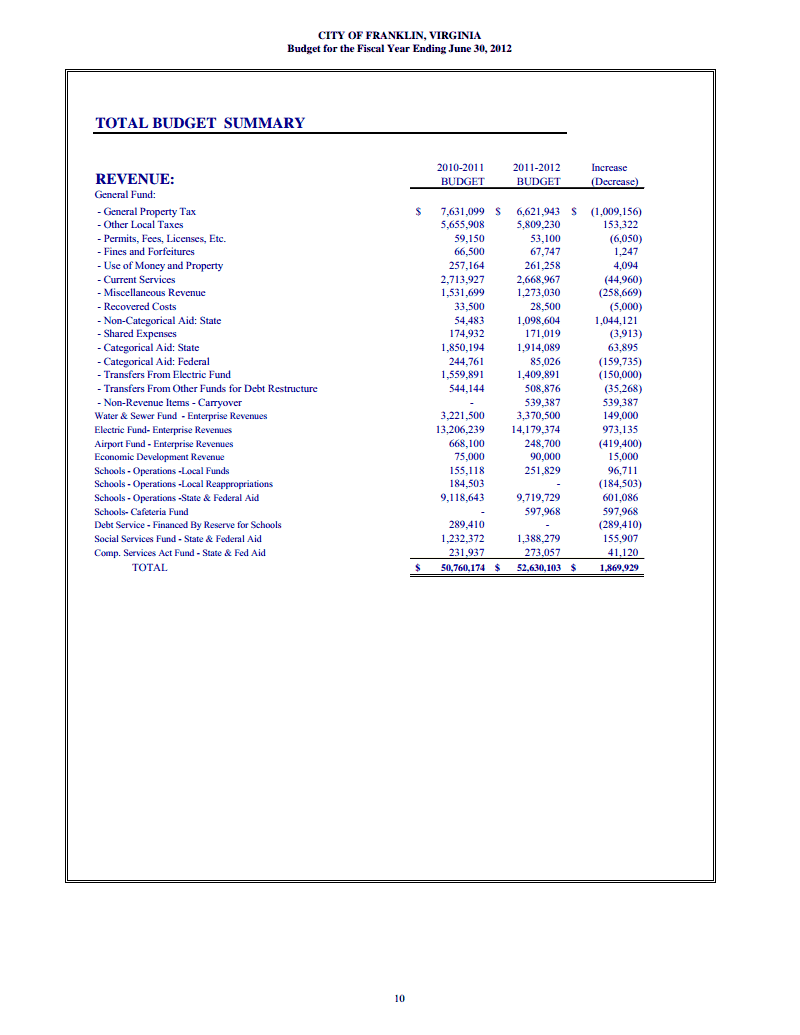 CITY OF FRANKLIN, VIRGINIA
Budget for the Fiscal Year Ending June 30, 2012
TOTAL BUDGET SUMMARY
2010-2011 2011-2012 Increase
REVENUE: BUDGET BUDGET (Decrease)
General Fund:
- General Property Tax $ 7,631,099 $ 6,621,943 $ (1,009,156)
- Other Local Taxes 5,655,908 5,809,230 153,322
- Permits, Fees, Licenses, Etc. 59,150 53,100 (6,050)
- Fines and Forfeitures 66,500 67,747 1,247
- Use of Money and Property 257,164 261,258 4,094
- Current Services 2,713,927 2,668,967 (44,960)
- Miscellaneous Revenue 1,531,699 1,273,030 (258,669)
- Recovered Costs 33,500 28,500 (5,000)
- Non-Categorical Aid: State 54,483 1,098,604 1,044,121
- Shared Expenses 174,932 171,019 (3,913)
- Categorical Aid: State 1,850,194 1,914,089 63,895
- Categorical Aid: Federal 244,761 85,026 (159,735)
- Transfers From Electric Fund 1,559,891 1,409,891 (150,000)
- Transfers From Other Funds for Debt Restructure 544,144 508,876 (35,268)
- Non-Revenue Items - Carryover - 539,387 539,387
Water & Sewer Fund - Enterprise Revenues 3,221,500 3,370,500 149,000
Electric Fund- Enterprise Revenues 13,206,239 14,179,374 973,135
Airport Fund - Enterprise Revenues 668,100 248,700 (419,400)
Economic Development Revenue 75,000 90,000 15,000
Schools - Operations -Local Funds 155,118 251,829 96,711
Schools - Operations -Local Reappropriations 184,503 - (184,503)
Schools - Operations -State & Federal Aid 9,118,643 9,719,729 601,086
Schools- Cafeteria Fund - 597,968 597,968
Debt Service - Financed By Reserve for Schools 289,410 - (289,410)
Social Services Fund - State & Federal Aid 1,232,372 1,388,279 155,907
Comp. Services Act Fund - State & Fed Aid 231,937 273,057 41,120
TOTAL $ 50,760,174 $ 52,630,103 $ 1,869,929
10